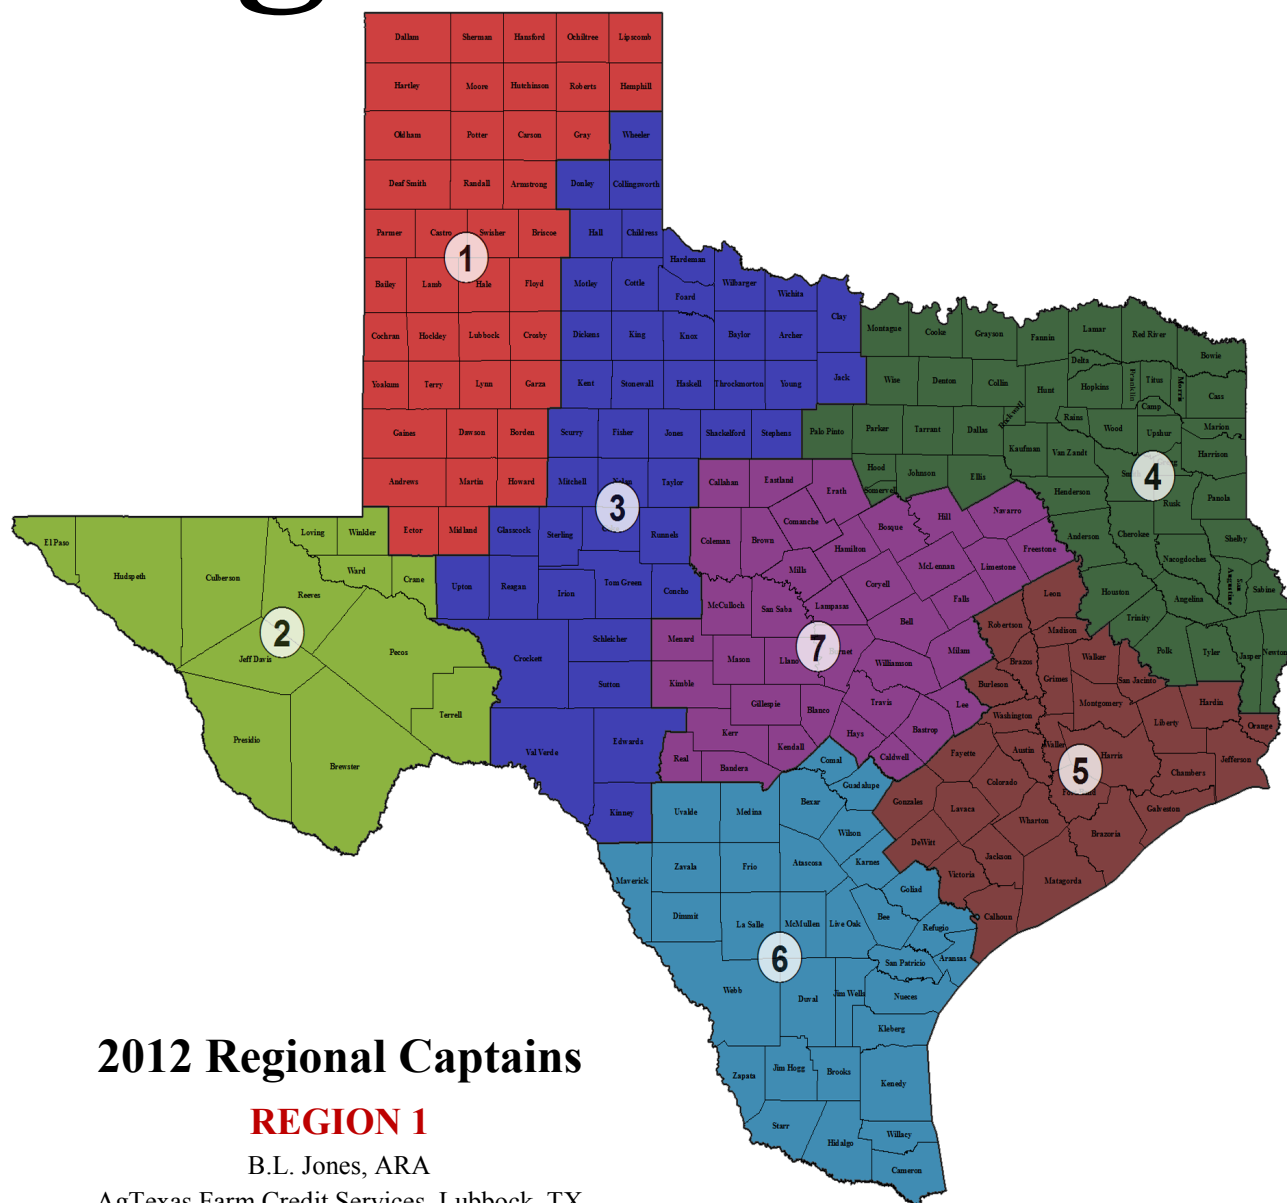 Dallam Sherman Hansford Ochiltree Lipscomb
Hartley Moore Hutchinson Roberts Hemphill
Oldham Potter Carson Gray Wheeler
Deaf Smith Randall Armstrong Donley Collingsworth
Parmer Castro Swisher Briscoe Hall Childress
1
Hardeman
Bailey Lamb Hale Floyd Motley Cottle Foard Wilbarger Wichita
Clay
Cochran Hockley Lubbock Crosby Dickens King Knox Baylor Archer
Montague Cooke Grayson Fannin Lamar Red River Bowie
Delta
Yoakum Terry Lynn Garza Kent Stonewall Haskell Throckmorton Young Jack
Wise Denton Collin Hunt Hopkins Franklin Titus Morris Cass
Camp
Gaines Dawson Borden Scurry Fisher Jones Shackelford Stephens Palo Pinto Parker Tarrant Dallas Rockwall Rains Wood Upshur Marion
Kaufman Van Zandt Harrison
Andrews Martin Howard Mitchell Nolan Taylor Callahan Eastland Erath Hood Somervell Johnson Ellis Henderson
4
Rusk Panola
3
Ector Midland Glasscock Sterling Runnels Coleman Brown Comanche Bosque Hill Navarro
El Paso Loving Winkler
Hamilton McLennan Limestone Freestone Anderson Cherokee Shelby
Nacogdoches
Hudspeth Culberson Reeves Ward Crane Upton Reagan Irion Tom Green Concho
Mills Coryell Falls
McCulloch San Saba Lampasas Bell
Leon Houston Angelina San Augustine Sabine
2
Jeff Davis Pecos
Crockett Schleicher Menard Mason Llano
7
Williamson Milam Robertson Madison Trinity
Polk Tyler Jasper Newton
Sutton Kimble Gillespie Blanco Travis Lee Burleson Brazos Grimes Walker San Jacinto
Terrell
Presidio Brewster
Val Verde Edwards Real Kerr Bandera Kendall Hays Caldwell Bastrop
Washington Montgomery Liberty Hardin Orange
Fayette Austin Waller Harris Chambers Jefferson
5
Comal Guadalupe
Kinney Uvalde Medina Bexar Wilson Gonzales Lavaca Colorado Wharton Brazoria Galveston
Maverick Zavala Frio Atascosa Karnes DeWitt Jackson Matagorda
Victoria Goliad
Dimmit La Salle McMullen Live Oak Bee Refugio Calhoun
6
San Patricio Aransas
Webb Duval Jim Wells Nueces
Kleberg
Zapata Jim Hogg Brooks Kenedy
Starr Hidalgo Willacy
Cameron
2012 Regional Captains
REGION 1
B.L. Jones, ARA
AgTexas Farm Credit Services, Lubbock, TX